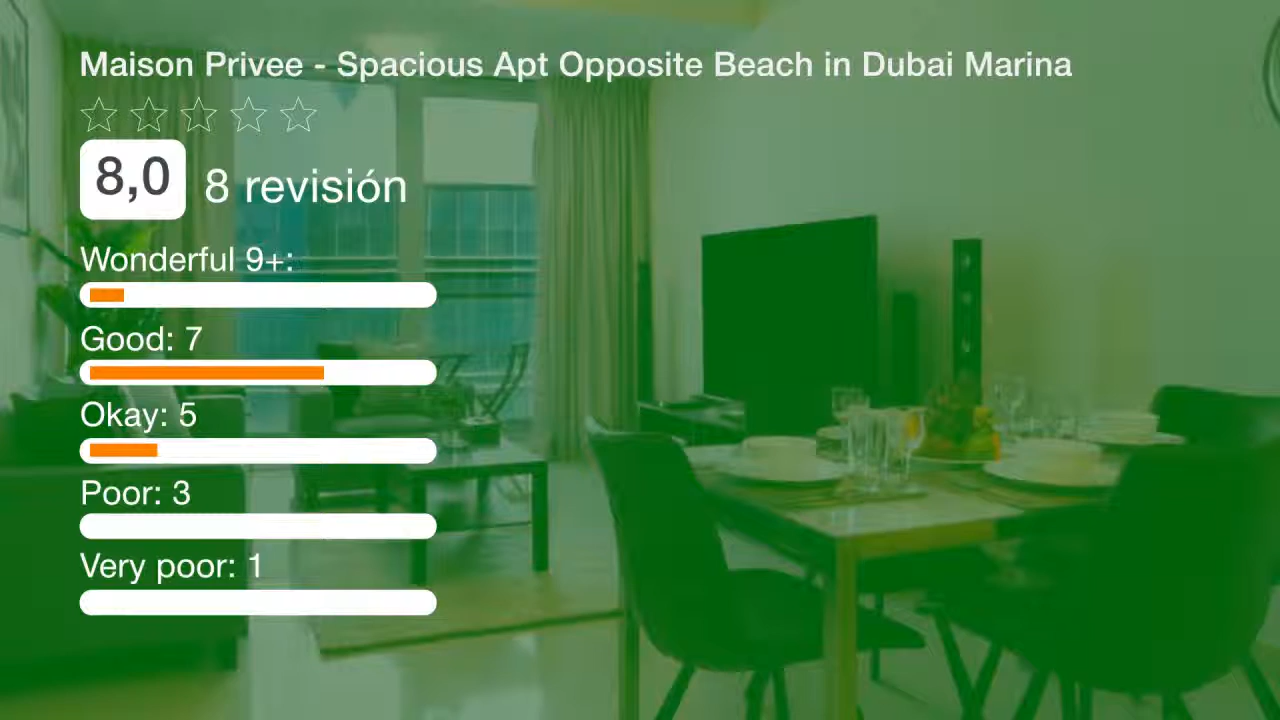 Maison Privee - Spacious Apt Opposite Beach in Dubai Marina
8,0 8 revisión
Wonderful 9+:
Good: 7
Okay: 5
Poor: 3
Very poor: 1